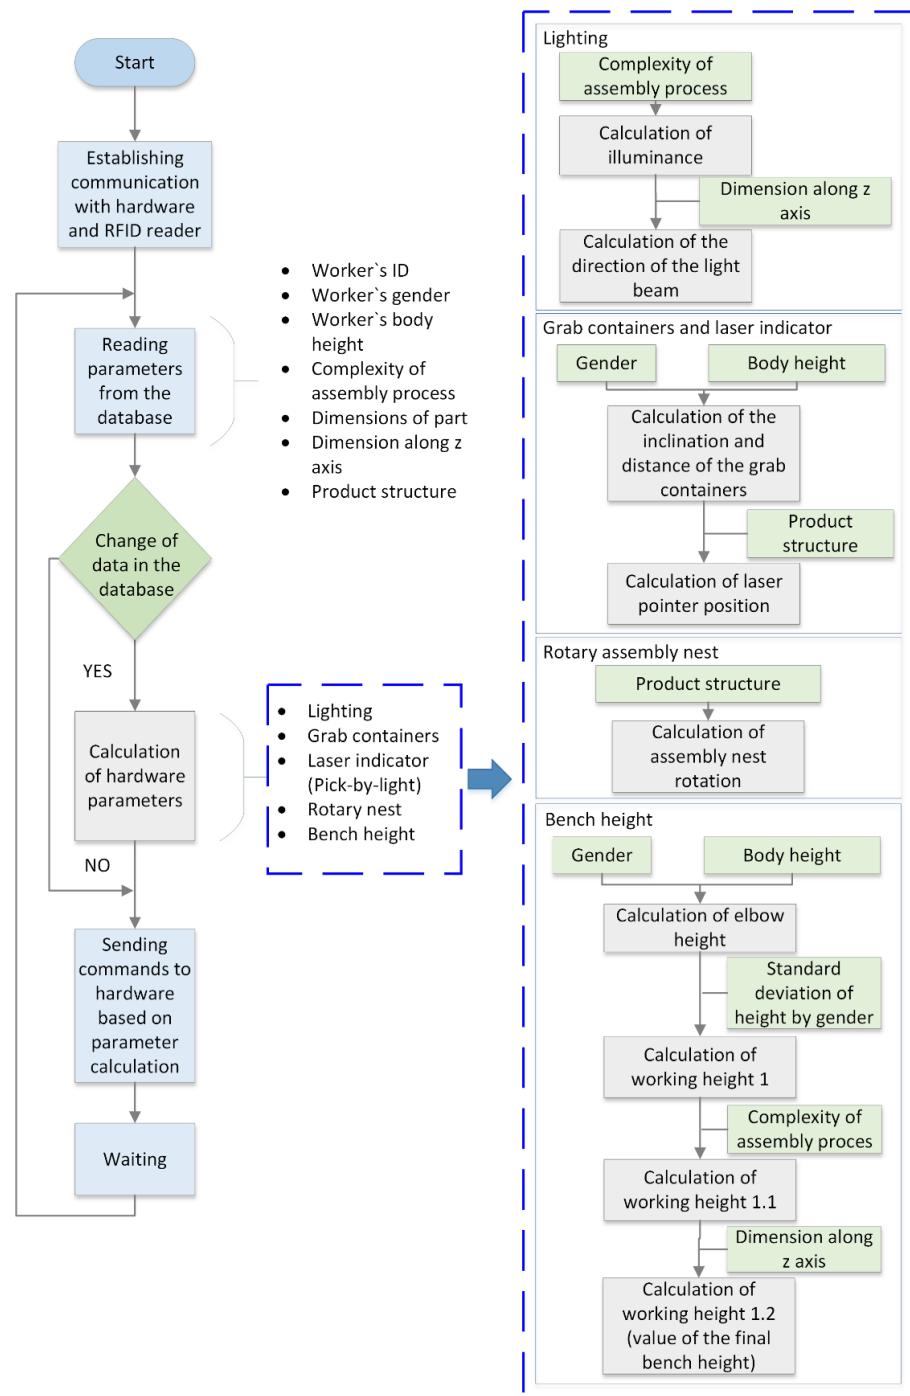 Start
Establishing
communication
with hardware
and RFID reader
Reading
parameters
from the
database
Worker`s ID
Worker`s gender
Worker`s body
height
Complexity of
assembly process
Dimensions of part
Dimension along z
axis
Product structure
Change of
data in the
database
YES
Calculation
of hardware
parameters
Lighting
Grab containers
Laser indicator
(Pick-by-light)
Rotary nest
Bench height
NO
Sending
commands to
hardware
based on
parameter
calculation
Waiting
Lighting
Complexity of
assembly process
Calculation of
illuminance
Dimension along z
axis
Calculation of the
direction of the light
beam
Grab containers and laser indicator
Gender
Body height
Calculation of the
inclination and
distance of the grab
containers
Product
structure
Calculation of laser
pointer position
Rotary assembly nest
Product structure
Calculation of
assembly nest
rotation
Bench height
Gender
Body height
Calculation of elbow
height
Standard
deviation of
height by gender
Calculation of
working height 1
Complexity of
assembly proces
Calculation of
working height 1.1
Dimension along
z axis
Calculation of
working height 1.2
(value of the final
bench height)